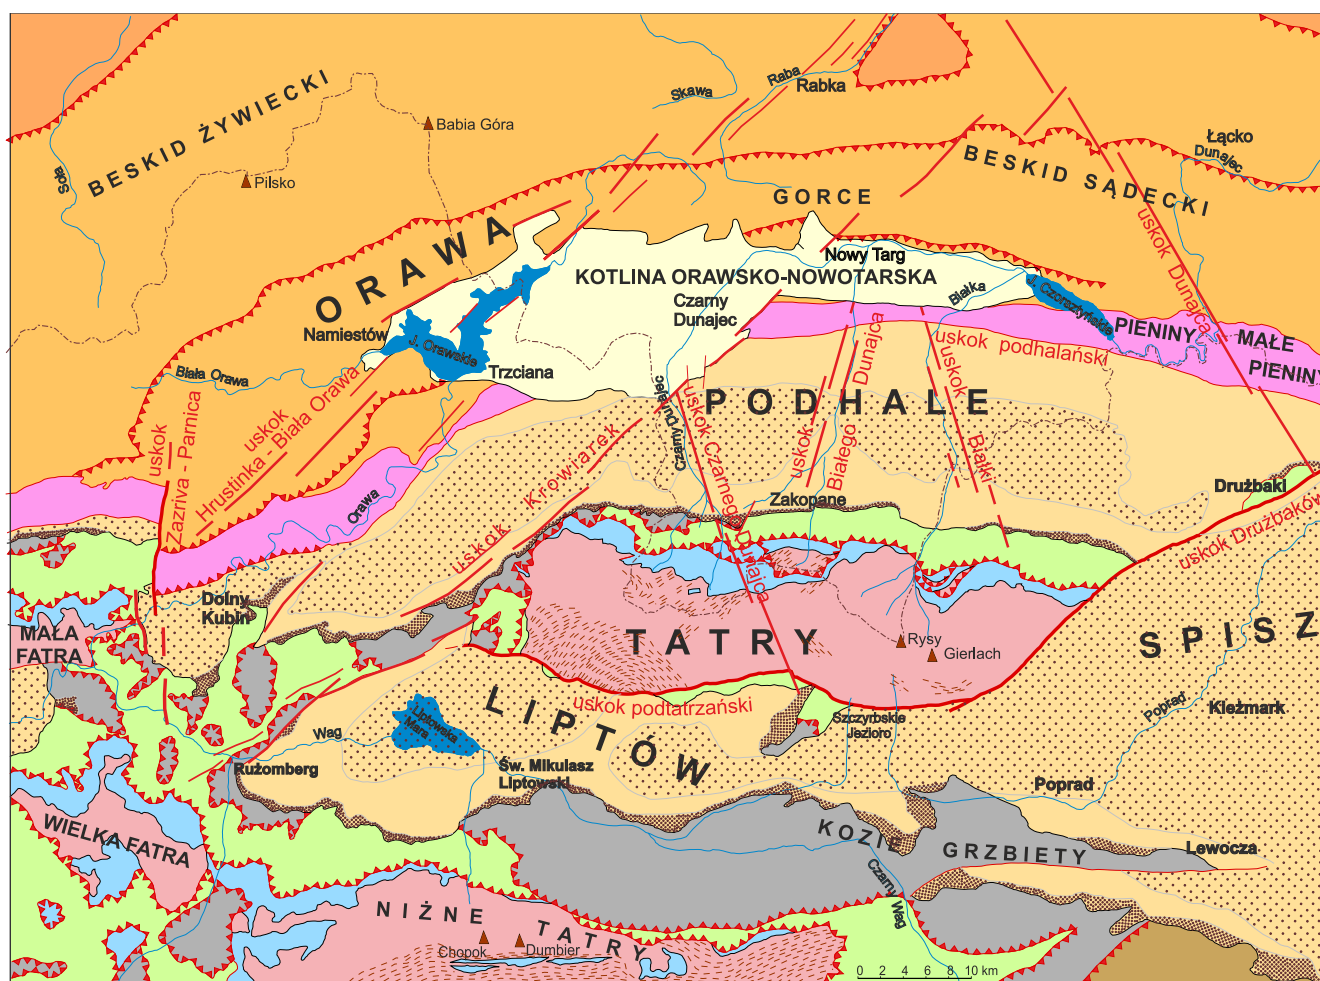 BESKID ŻYWIECKI
Soła
Pilsko
Babia Góra
Skawa
Raba
Rabka
Łącko
Dunajec
BESKID SĄDECKI
GORCE
ORAWA
uskok Dunajca
Nowy Targ
KOTLINA ORAWSKO-NOWOTARSKA
Białka
J. Czorsztyńskie
Czarny
Dunajec
Namiestów
J. Orawskie
Trzciana
Biała Orawa
PIENINY
MAŁE
PIENINY
uskok podhalański
uskok
Zazriva - Parnica
uskok
Hrustinka - Biała Orawa
Czarny Dunajec
uskok Czarnego Dunajca
uskok
Białego Dunajca
uskok
Białki
PODHALE
uskok Krowiarek
Orawa
Zakopane
Drużbaki
uskok Drużbaków
Dolny
Kubin
MAŁA
FATRA
TATRY
Rysy
Gierlach
SPISZ
uskok podtatrzański
LIPTÓW
Liptowska
Mara
Wag
Szczyrbskie
Jezioro
Poprad
Kieżmark
Rużomberg
Św. Mikulasz
Liptowski
Poprad
WIELKA FATRA
KOZIE GRZBIETY
Lewocza
Czarny Wag
NIŻNE TATRY
Chopok
Dumbier
0 2 4 6 8 10 km